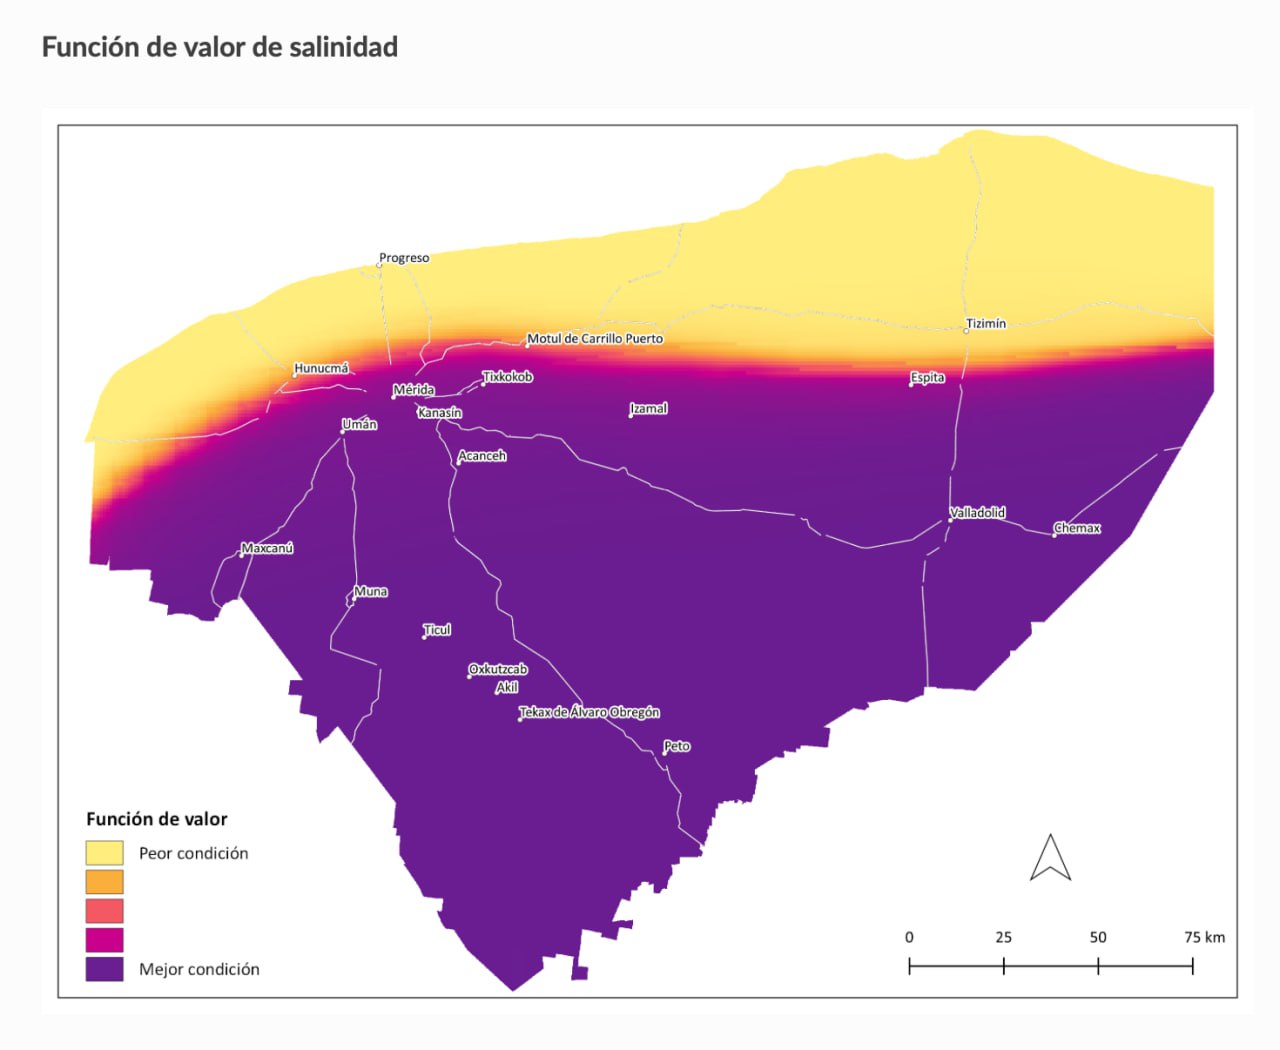 Función de valor de salinidad
Progreso
Tizimín
Motul de Carrillo Puerto
Hunucmá
Tixkokob
Espita
Mérida
Izamal
Kanasín
Umán
Acanceh
Valladolid
Chemax
Maxcanú
Muna
Ticul
Oxkutzcab
Akil
Tekax de Álvaro Obregón
Peto
Función de valor
Peor condición
Mejor condición
0 25 50 75 km